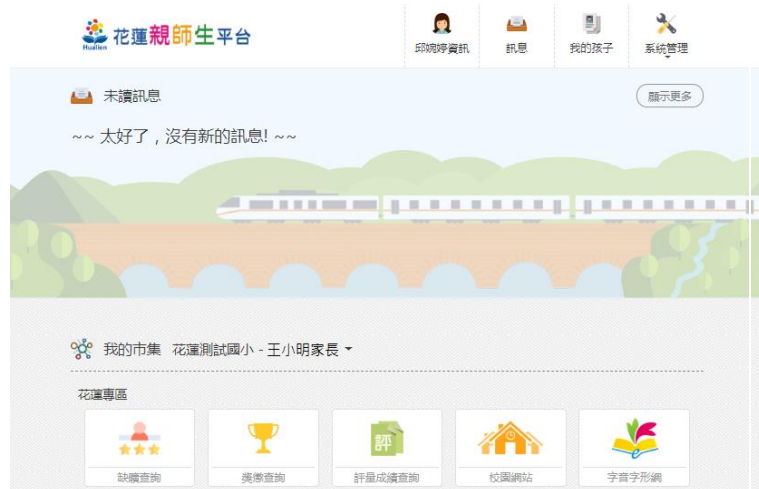 Hualien 花蓮親師生平台
邱婉婷資訊
訊息
我的孩子
系統管理
未讀訊息
顯示更多
~~ 太好了，沒有新的訊息! ~~
我的市集 花蓮測試國小 - 王小明家長
花蓮專區
評
缺曠查詢
獎懲查詢
評量成績查詢
校園網站
字音字形網